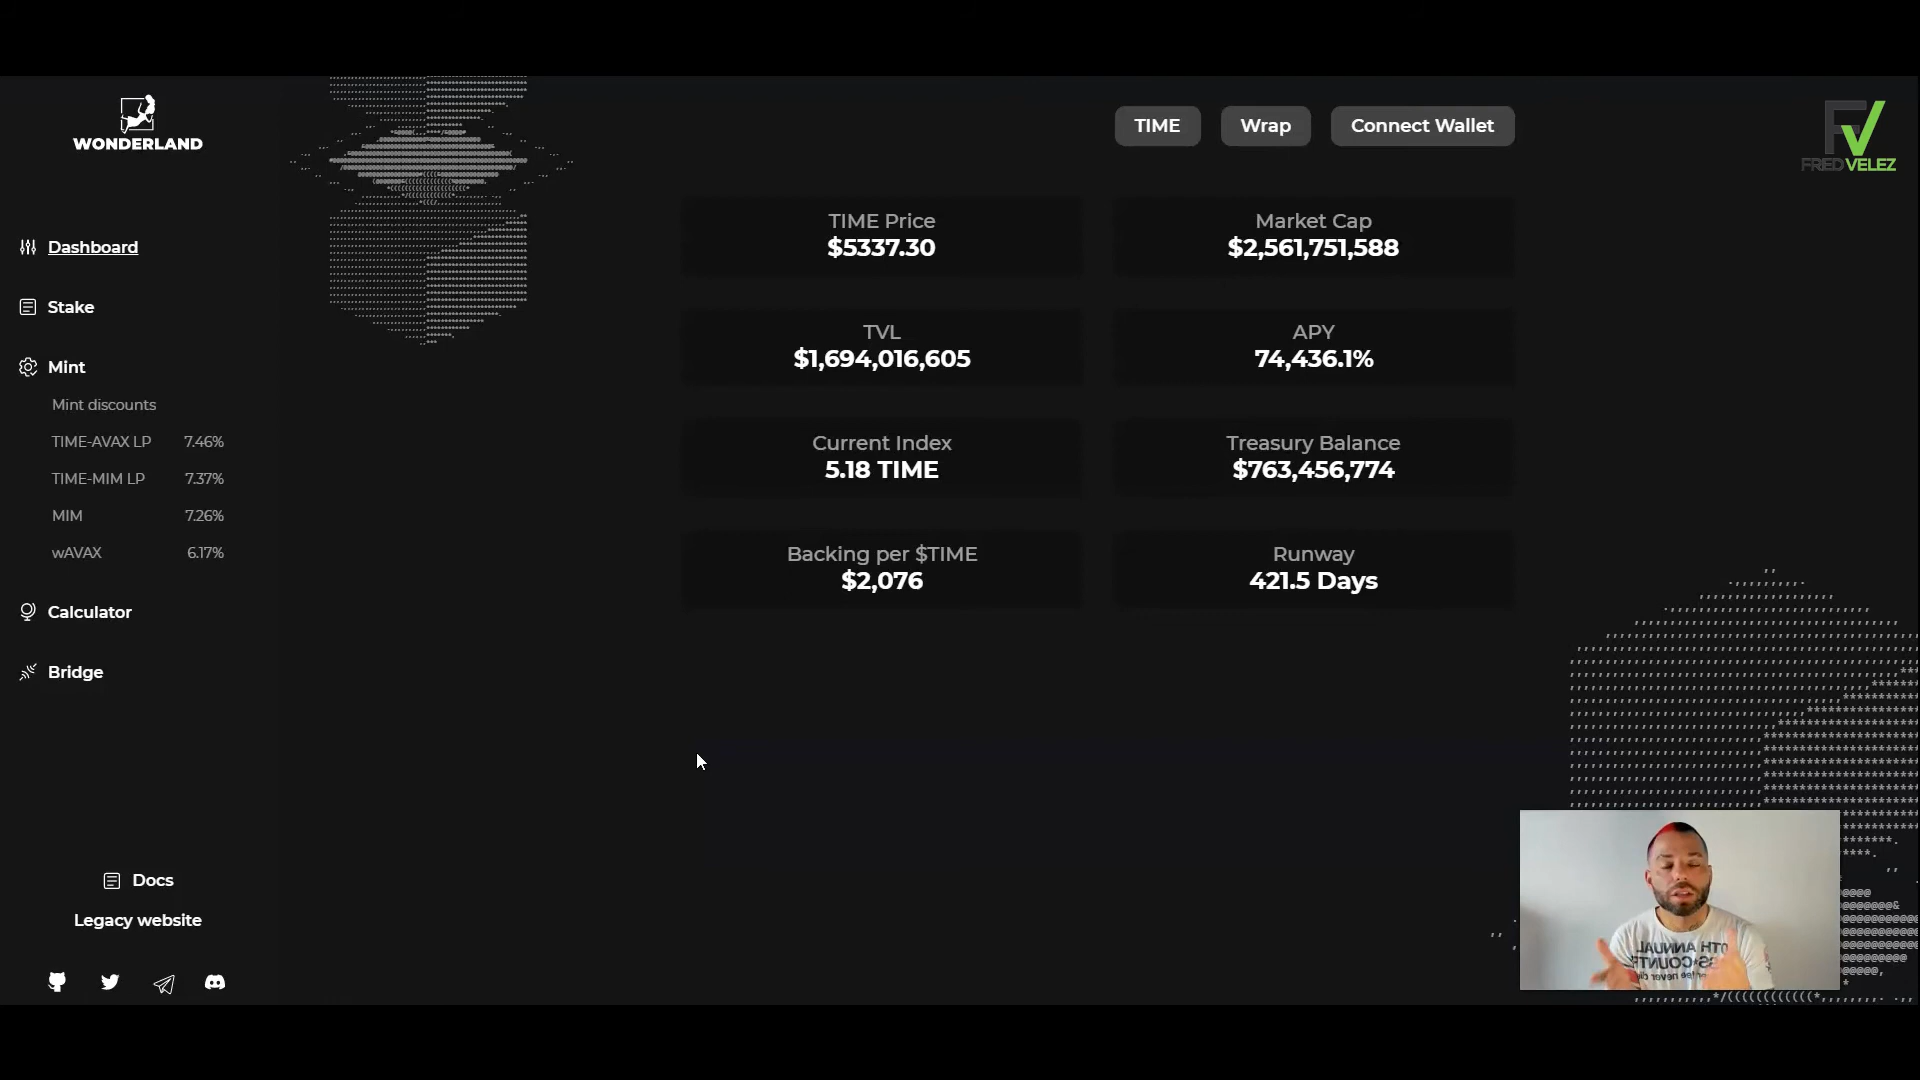 WONDERLAND
TIME
Wrap
Connect Wallet
FRED VELEZ
Dashboard
Stake
Mint
Mint discounts
TIME-AVAX LP 7.46%
TIME-MIM LP 7.37%
MIM 7.26%
wAVAX 6.17%
Calculator
Bridge
Docs
Legacy website
TIME Price
$5337.30
Market Cap
$2,561,751,588
TVL
$1,694,016,605
APY
74,436.1%
Current Index
5.18 TIME
Treasury Balance
$763,456,774
Backing per $TIME
$2,076
Runway
421.5 Days